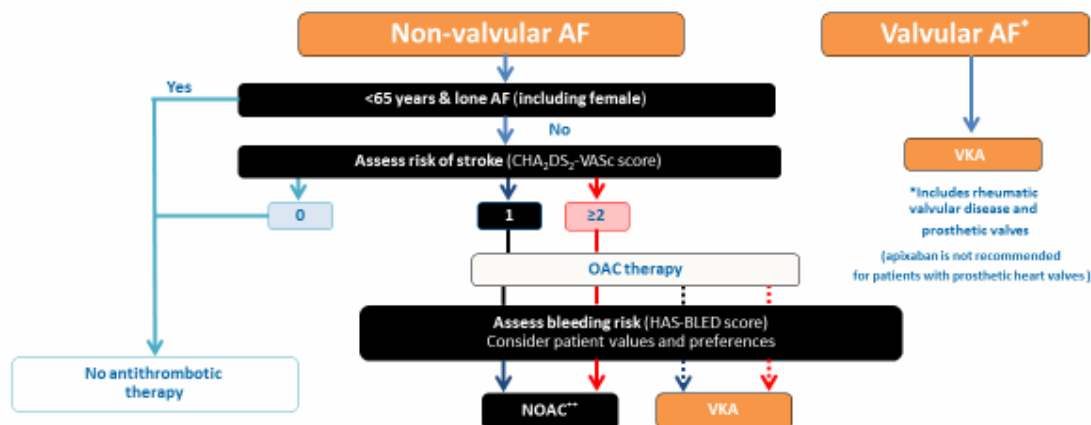 Non-valvular AF
Valvular AF*
Yes
<65 years & lone AF (including female)
No
Assess risk of stroke (CHA₂DS₂-VASc score)
VKA
0
1
≥2
*Includes rheumatic
valvular disease and
prosthetic valves
(apixaban is not recommended
for patients with prosthetic heart valves)
OAC therapy
Assess bleeding risk (HAS-BLED score)
Consider patient values and preferences
No antithrombotic
therapy
NOAC⁺⁺
VKA